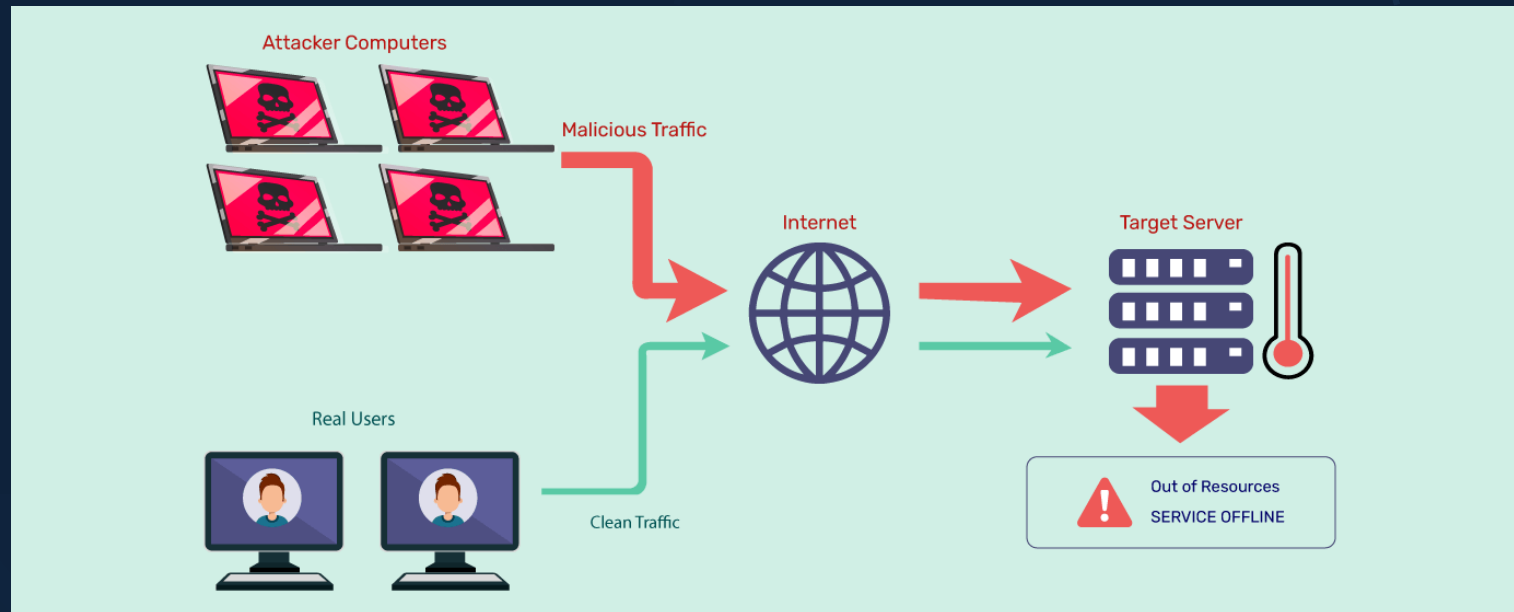 Attacker Computers
Malicious Traffic
Internet
Target Server
Real Users
Clean Traffic
Out of Resources
SERVICE OFFLINE